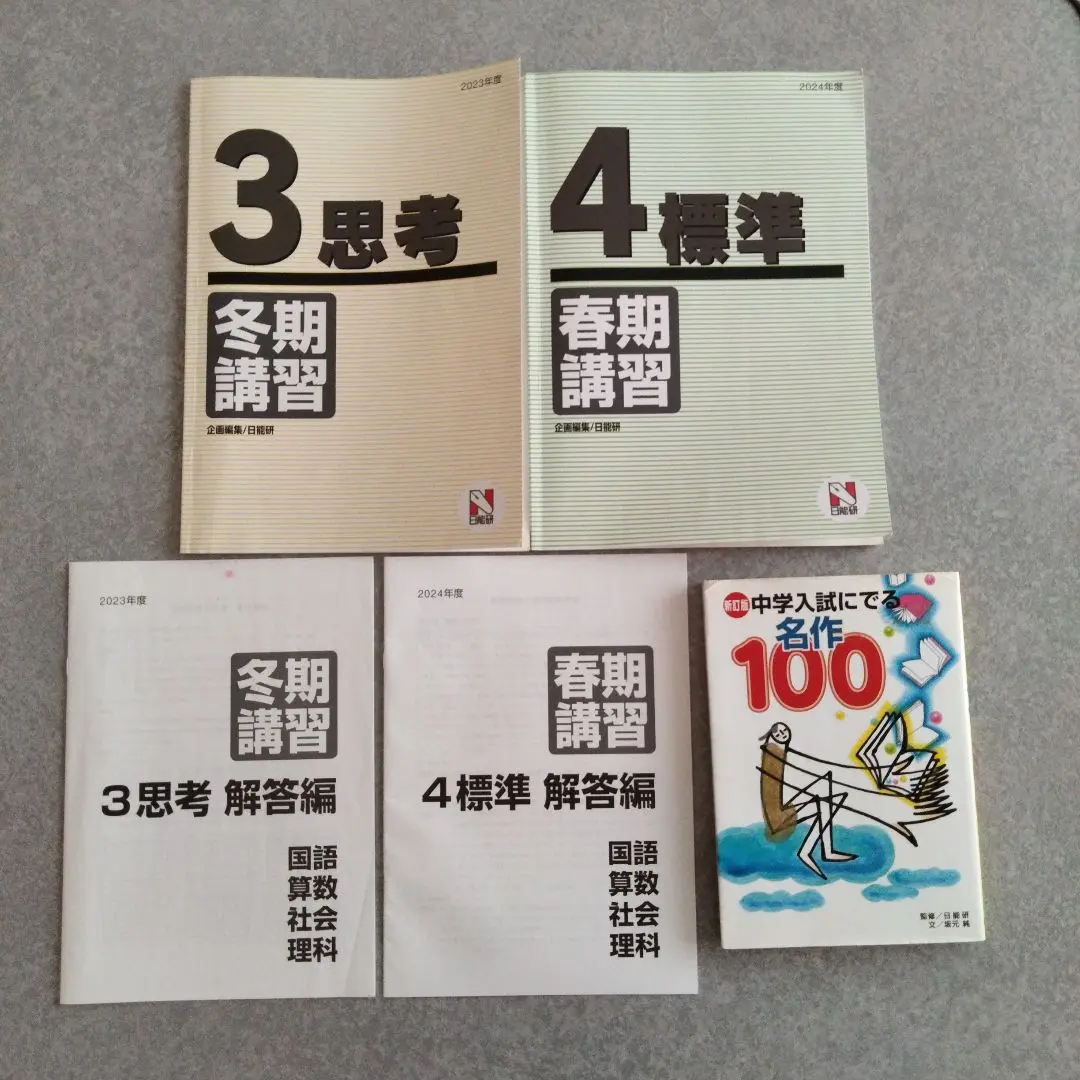 2023年度
3思考
冬期
講習
企画編集/日能研
N
日能研
2024年度
4標準
春期
講習
企画編集/日能研
N
日能研
2023年度
冬期
講習
3思考 解答編
国語
算数
社会
理科
2024年度
春期
講習
4標準 解答編
国語
算数
社会
理科
新訂版 中学入試にでる
名作
100
監修/日能研
文/坂元 純